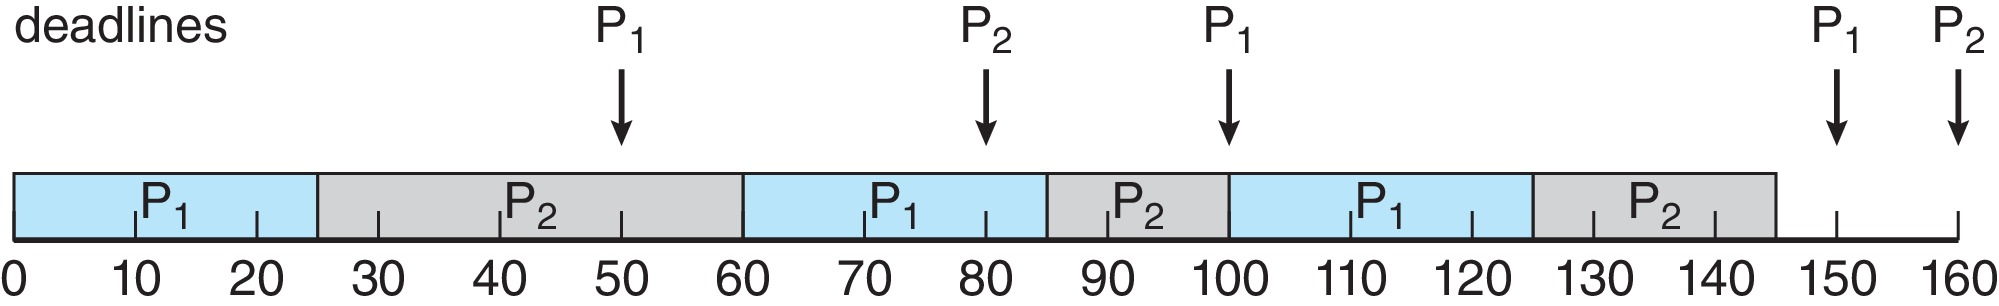 deadlines P₁ P₂ P₁ P₁ P₂
P₁ P₂ P₁ P₂ P₁ P₂
0 10 20 30 40 50 60 70 80 90 100 110 120 130 140 150 160